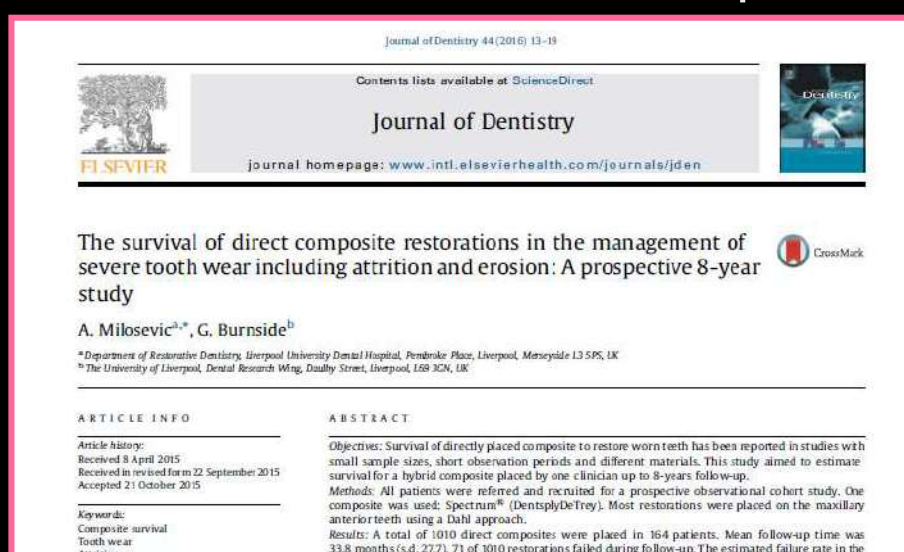 Journal of Dentistry 44 (2016) 13–19
Contents lists available at ScienceDirect
Journal of Dentistry
journal homepage: www.intl.elsevierhealth.com/journals/jden
ELSEVIER
Dentistry
The survival of direct composite restorations in the management of
severe tooth wear including attrition and erosion: A prospective 8-year
study
CrossMark
A. Milosevic a,*, G. Burnside b
a Department of Restorative Dentistry, Liverpool University Dental Hospital, Pembroke Place, Liverpool, Merseyside L3 5PS, UK
b The University of Liverpool, Dental Research Wing, Daulby Street, Liverpool, L69 3GN, UK
ARTICLE INFO
Article history:
Received 8 April 2015
Received in revised form 22 September 2015
Accepted 21 October 2015
Keywords:
Composite survival
Tooth wear
ABSTRACT
Objectives: Survival of directly placed composite to restore worn teeth has been reported in studies with
small sample sizes, short observation periods and different materials. This study aimed to estimate
survival for a hybrid composite placed by one clinician up to 8-years follow-up.
Methods: All patients were referred and recruited for a prospective observational cohort study. One
composite was used: Spectrum® (DentsplyDeTrey). Most restorations were placed on the maxillary
anterior teeth using a Dahl approach.
Results: A total of 1010 direct composites were placed in 164 patients. Mean follow-up time was
33.8 months (s.d. 27.7). 71 of 1010 restorations failed during follow-up. The estimated failure rate in the